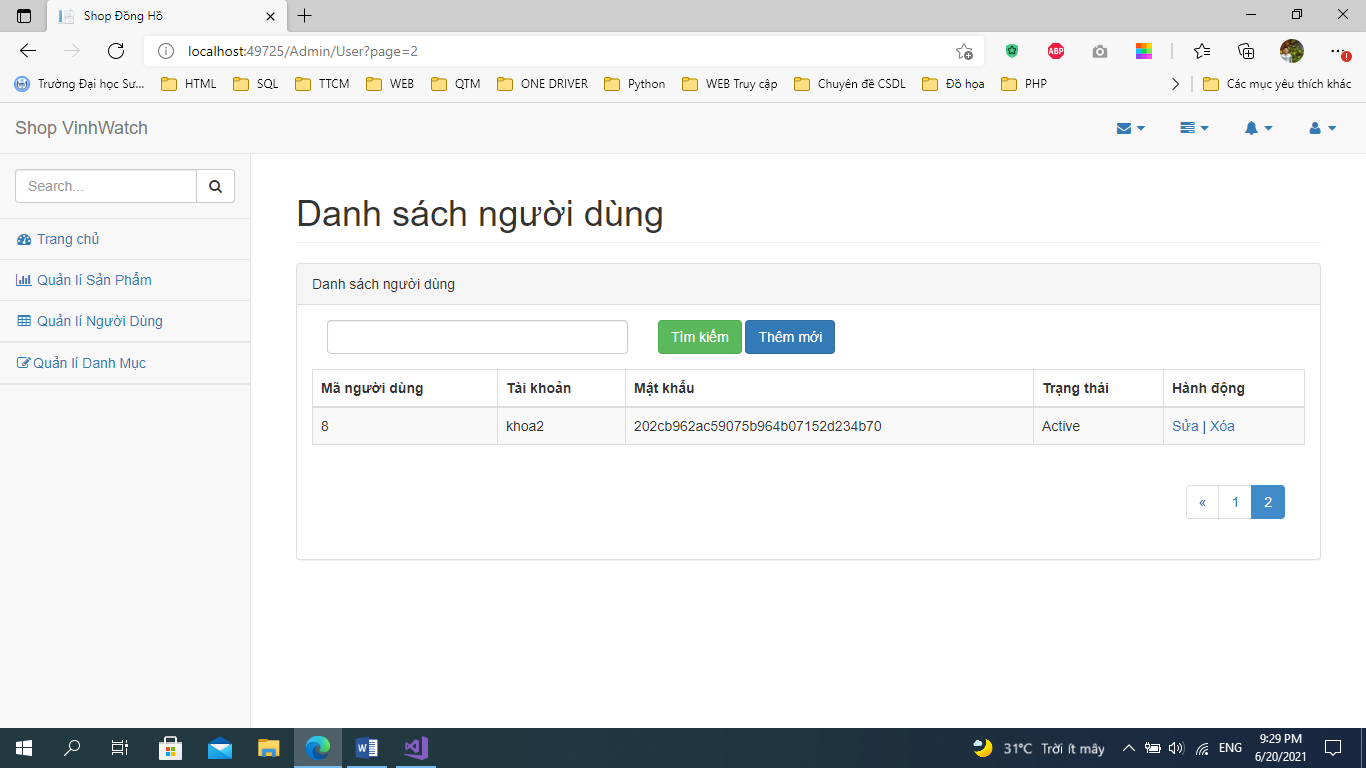 Shop Đồng Hồ
localhost:49725/Admin/User?page=2
ABP
Trường Đại học Sư... HTML SQL TTCM WEB QTM ONE DRIVER Python WEB Truy cập Chuyên đề CSDL Đồ họa PHP Các mục yêu thích khác
Shop VinhWatch
Search...
Trang chủ
Quản lí Sản Phẩm
Quản lí Người Dùng
Quản lí Danh Mục
Danh sách người dùng
Danh sách người dùng
Tìm kiếm Thêm mới
Mã người dùng Tài khoản Mật khẩu Trạng thái Hành động
8 khoa2 202cb962ac59075b964b07152d234b70 Active Sửa | Xóa
« 1 2
31°C Trời ít mây ENG 9:29 PM
6/20/2021